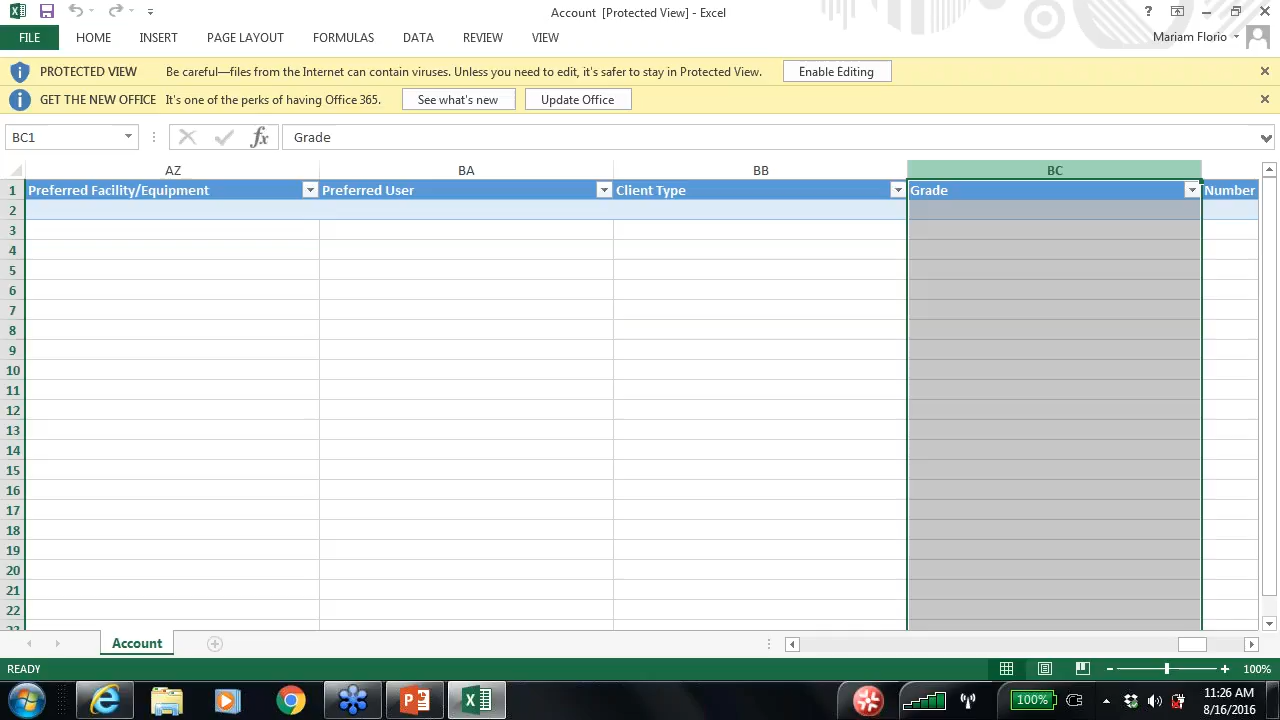 Account [Protected View] - Excel
?
FILE HOME INSERT PAGE LAYOUT FORMULAS DATA REVIEW VIEW
Mariam Florio
PROTECTED VIEW Be careful—files from the Internet can contain viruses. Unless you need to edit, it's safer to stay in Protected View. Enable Editing
GET THE NEW OFFICE It's one of the perks of having Office 365. See what's new Update Office
BC1 fx Grade
AZ BA BB BC
1 Preferred Facility/Equipment Preferred User Client Type Grade Number
2
3
4
5
6
7
8
9
10
11
12
13
14
15
16
17
18
19
20
21
22
Account
READY 100%
100% 11:26 AM
8/16/2016